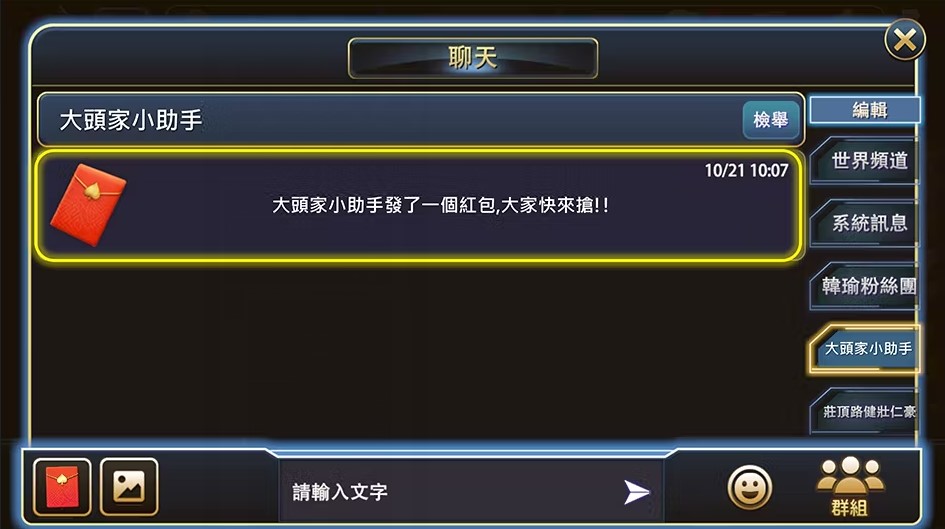 聊天
大頭家小助手
檢舉
編輯
10/21 10:07
大頭家小助手發了一個紅包,大家快來搶!!
世界頻道
系統訊息
韓瑜粉絲團
大頭家小助手
莊頂路健壯仁豪
請輸入文字
群組